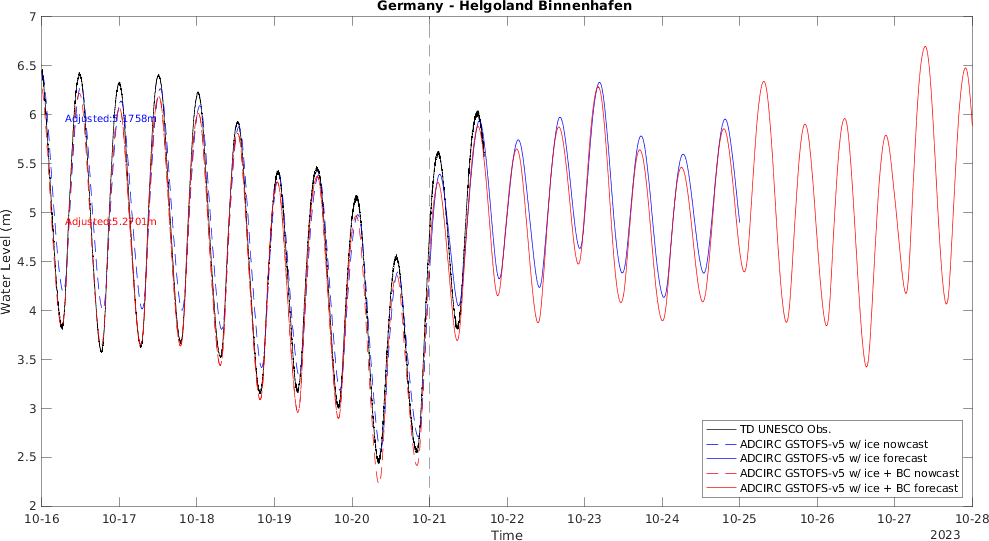 Germany - Helgoland Binnenhafen
Water Level (m)
7
6.5
6
5.5
5
4.5
4
3.5
3
2.5
2
Adjusted:5.1758m
Adjusted:5.2701m
TD UNESCO Obs.
ADCIRC GSTOFS-v5 w/ ice nowcast
ADCIRC GSTOFS-v5 w/ ice forecast
ADCIRC GSTOFS-v5 w/ ice + BC nowcast
ADCIRC GSTOFS-v5 w/ ice + BC forecast
10-16 10-17 10-18 10-19 10-20 10-21 10-22 10-23 10-24 10-25 10-26 10-27 10-28
Time
2023